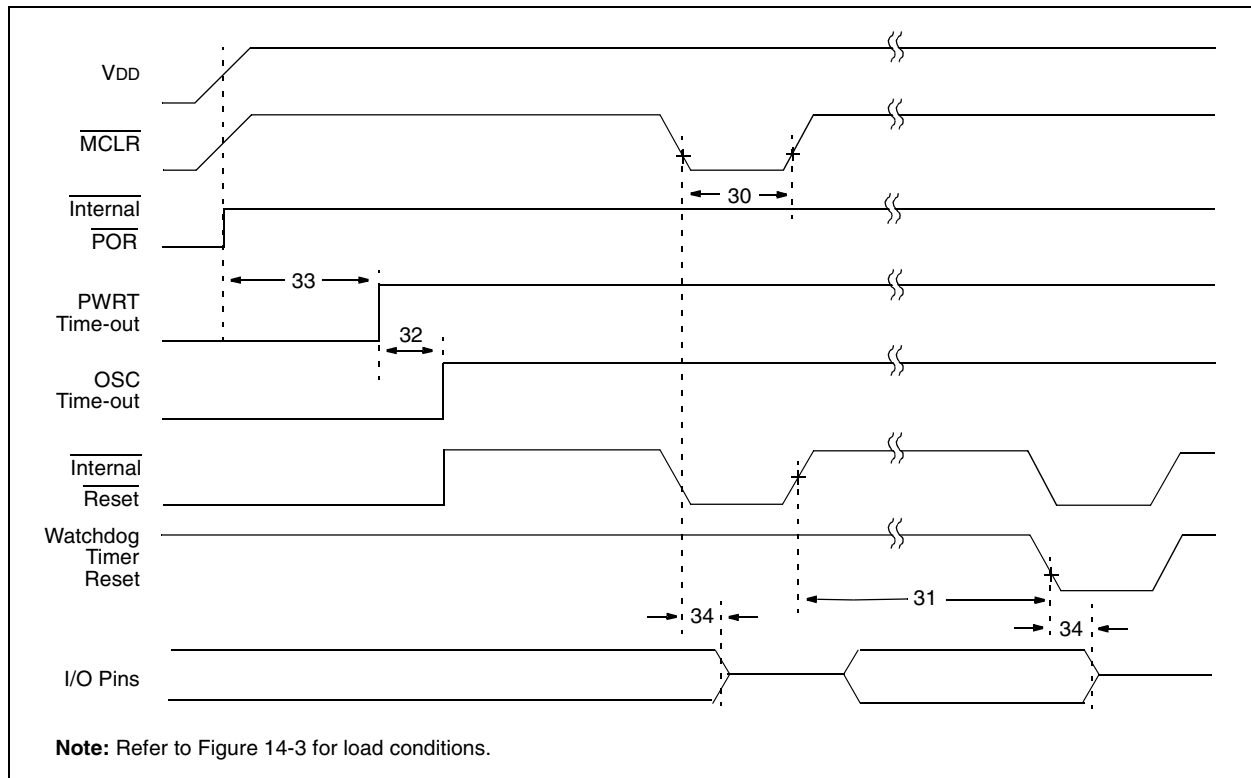 VDD
MCLR
Internal
POR
30
33
PWRT
Time-out
32
OSC
Time-out
Internal
Reset
Watchdog
Timer
Reset
31
34
34
I/O Pins
Note: Refer to Figure 14-3 for load conditions.